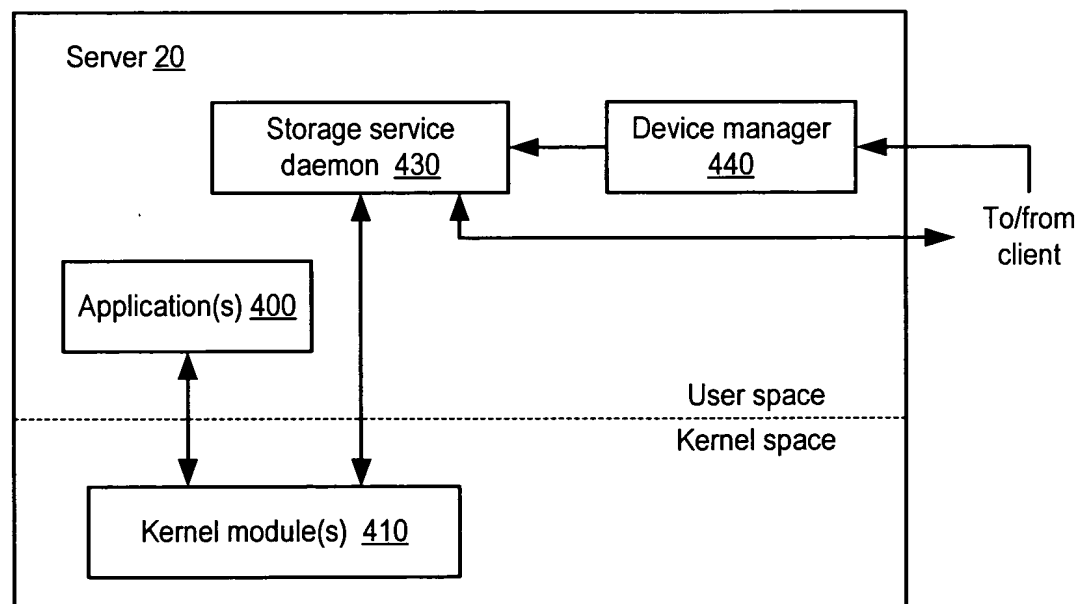 Server 20
Storage service
daemon 430
Device manager
440
To/from
client
Application(s) 400
User space
Kernel space
Kernel module(s) 410